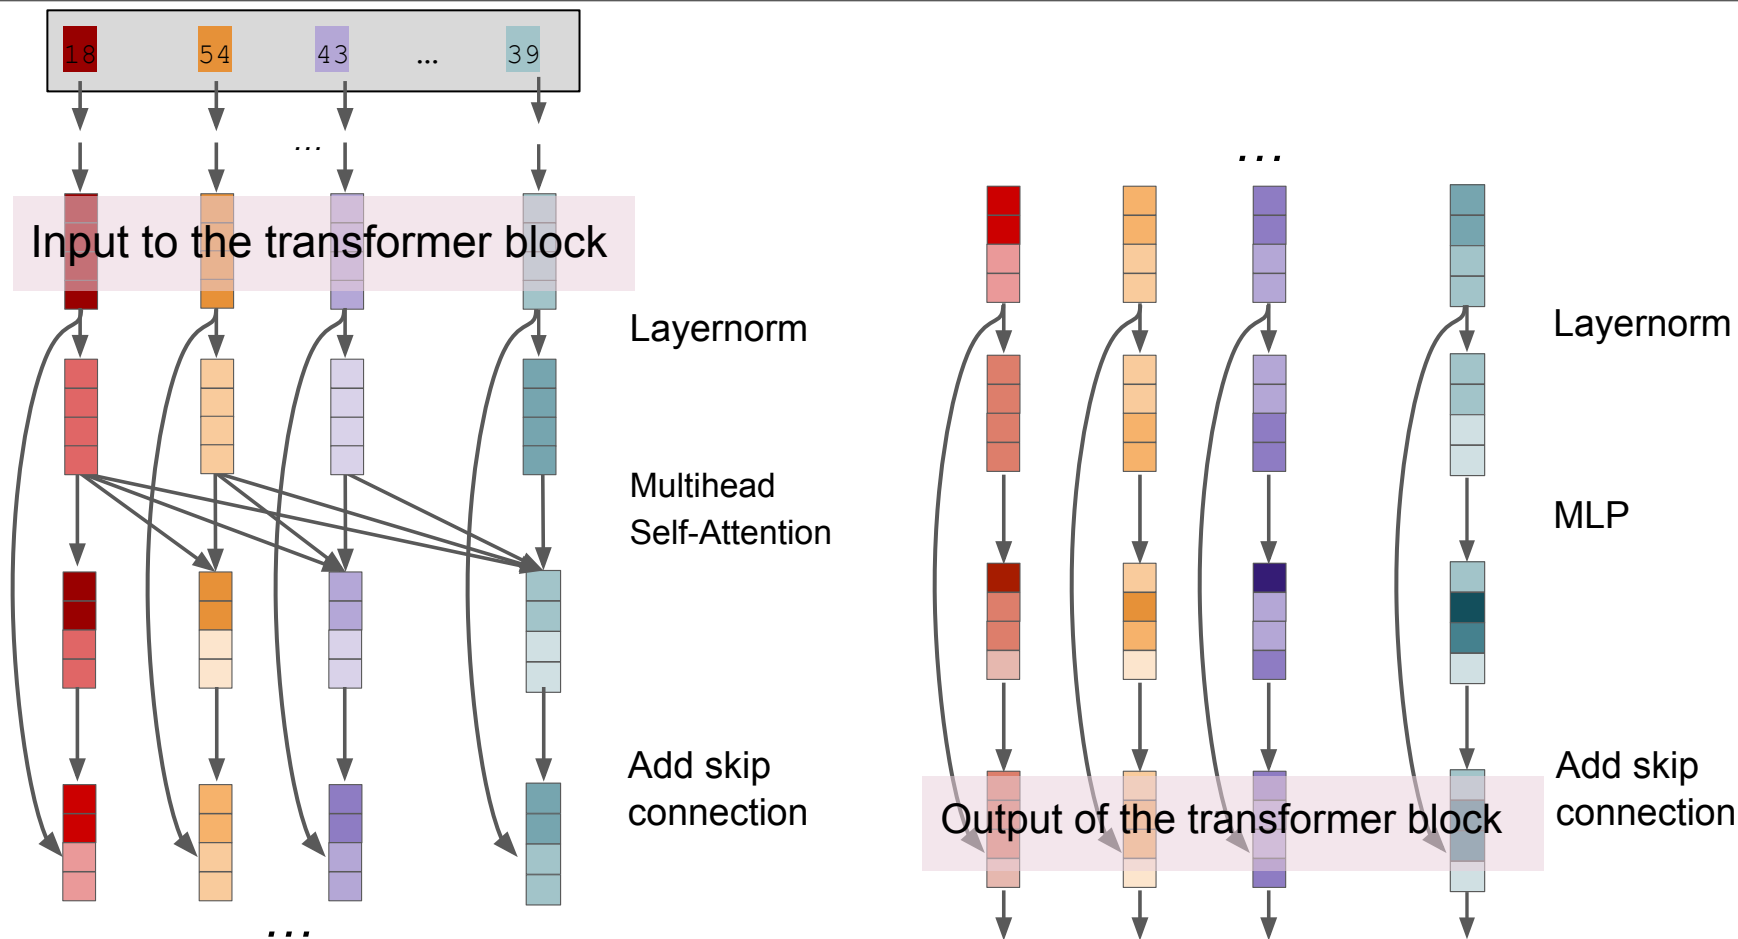 18 54 43 ... 39
...
Input to the transformer block
Layernorm
Multihead
Self-Attention
Add skip
connection
...
...
Layernorm
MLP
Add skip
connection
Output of the transformer block